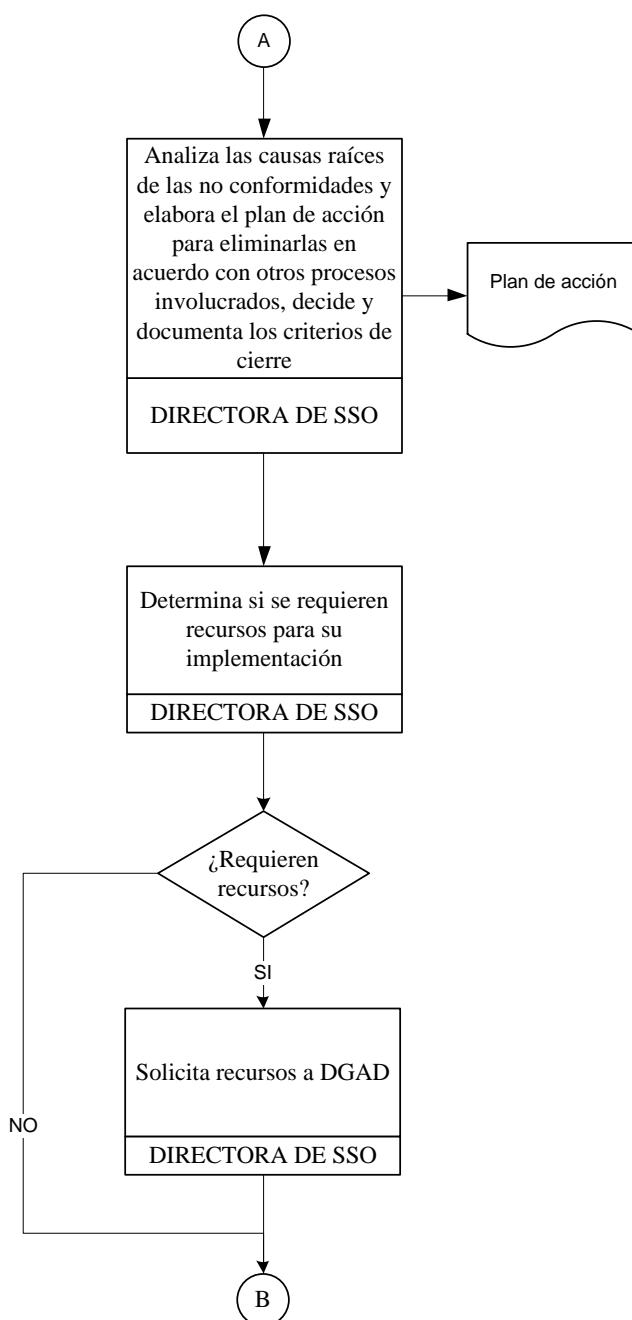 A
Analiza las causas raíces
de las no conformidades y
elabora el plan de acción
para eliminarlas en
acuerdo con otros procesos
involucrados, decide y
documenta los criterios de
cierre
DIRECTORA DE SSO
Plan de acción
Determina si se requieren
recursos para su
implementación
DIRECTORA DE SSO
¿Requieren
recursos?
SI
Solicita recursos a DGAD
NO
DIRECTORA DE SSO
B